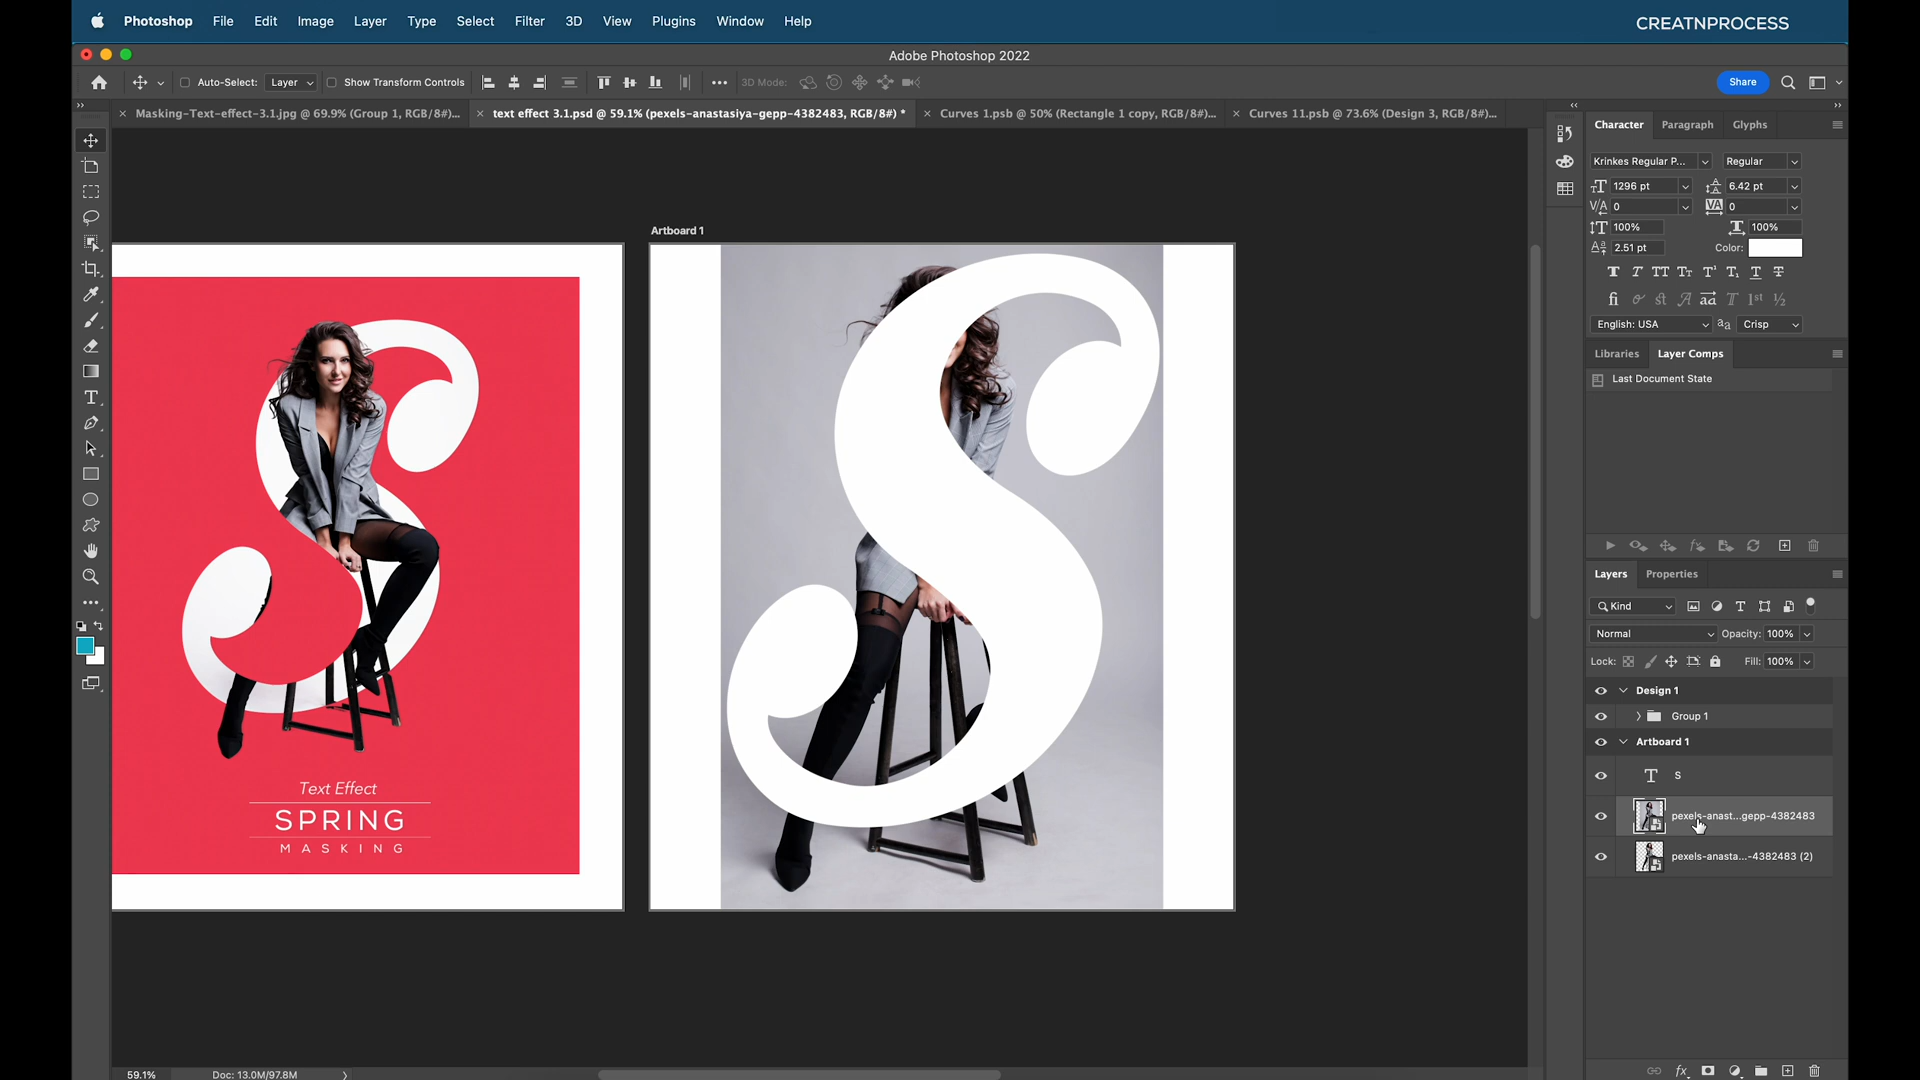 Photoshop File Edit Image Layer Type Select Filter 3D View Plugins Window Help
CREATNPROCESS
Adobe Photoshop 2022
Auto-Select: Layer Show Transform Controls 3D Mode: Share
Masking-Text-effect-3.1.jpg @ 69.9% (Group 1, RGB/8#)...
text effect 3.1.psd @ 59.1% (pexels-anastasiya-gepp-4382483, RGB/8#) *
Curves 1.psb @ 50% (Rectangle 1 copy, RGB/8#)...
Curves 11.psb @ 73.6% (Design 3, RGB/8#)...
Character Paragraph Glyphs
Krinkes Regular P... Regular
1296 pt 6.42 pt
0 0
100% 100%
2.51 pt Color:
English: USA Crisp
Libraries Layer Comps
Last Document State
Artboard 1
S
S
Text Effect
SPRING
MASKING
Layers Properties
Kind
Normal Opacity: 100%
Lock: Fill: 100%
Design 1
Group 1
Artboard 1
S
pexels-anast...gepp-4382483
pexels-anasta...-4382483 (2)
59.1% Doc: 13.0M/97.8M